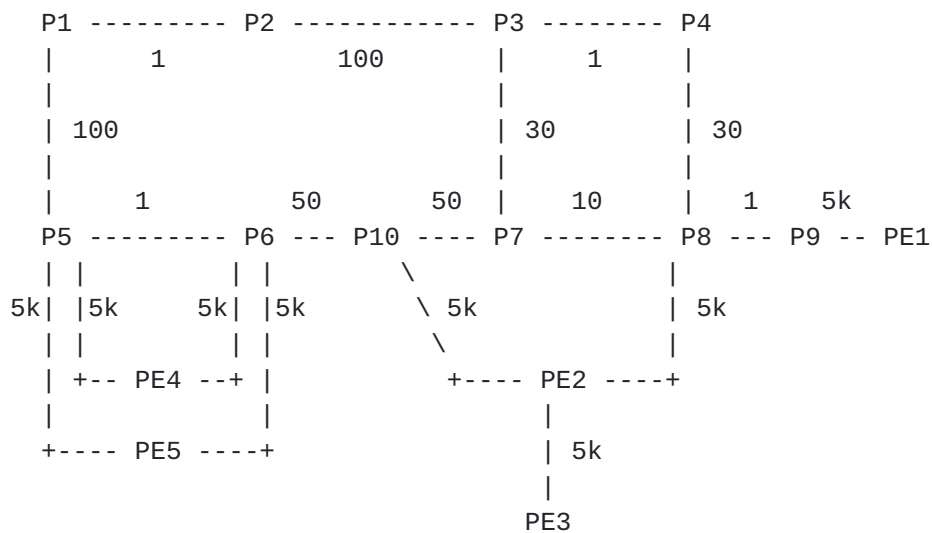 P1 --------- P2 ------------ P3 -------- P4
|      1           100       |     1     |
|                            |           |
| 100                        | 30        | 30
|                            |           |
|     1         50       50  |    10     |   1    5k
P5 --------- P6 --- P10 ---- P7 -------- P8 --- P9 -- PE1
| |         | |        \                |
5k| |5k     5k| |5k       \ 5k            | 5k
| |         | |          \              |
| +-- PE4 --+ |          +---- PE2 ----+
|             |                |
+---- PE5 ----+                | 5k
|
PE3